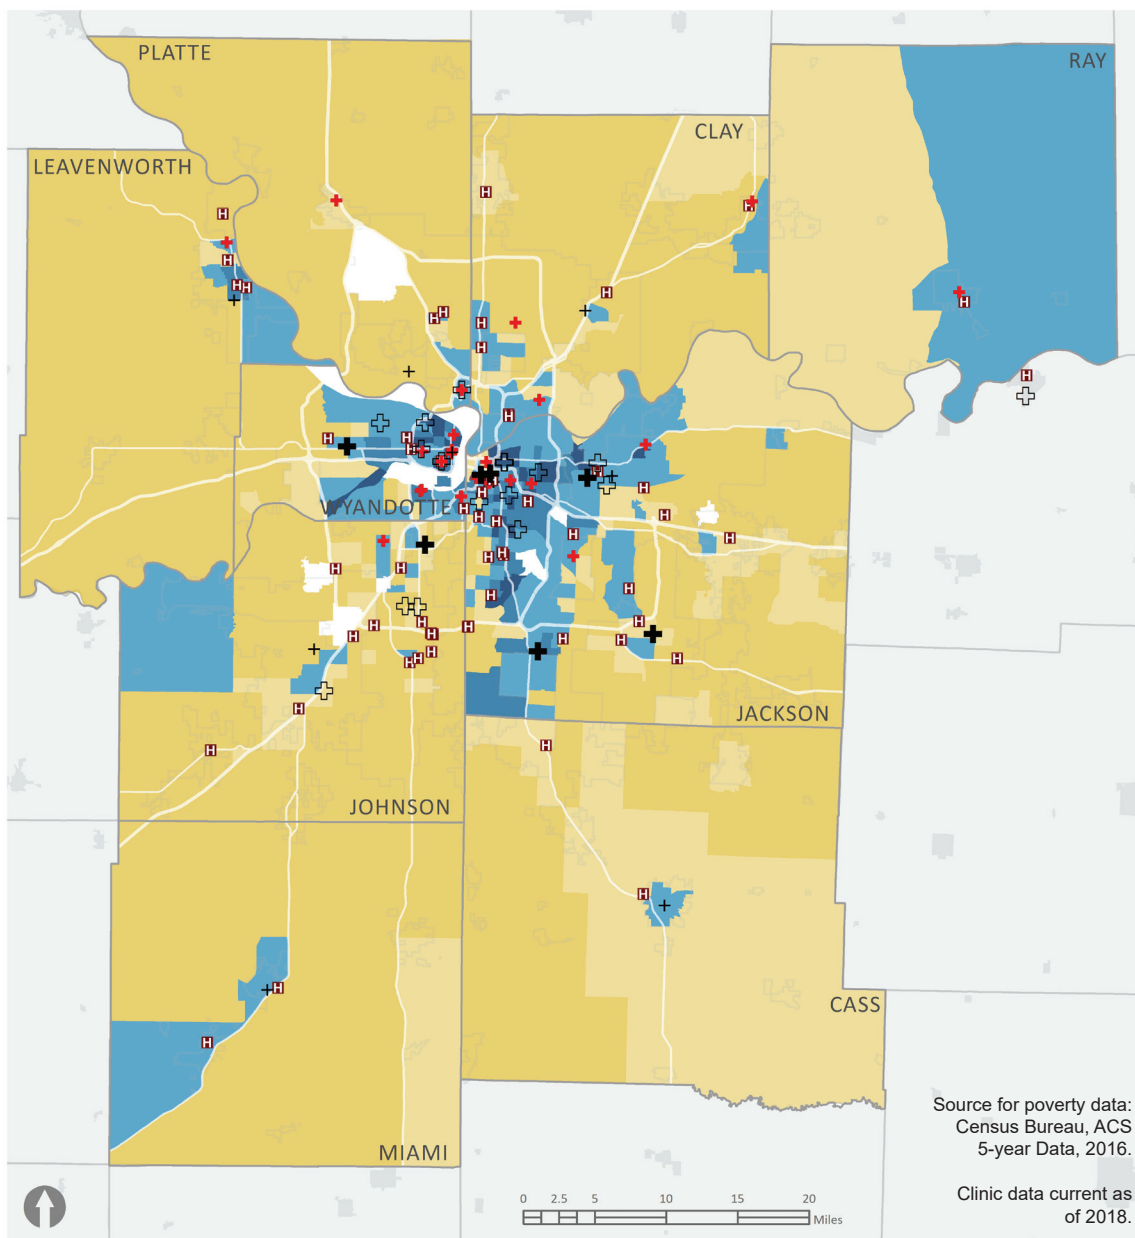 PLATTE
RAY
CLAY
LEAVENWORTH
WYANDOTTE
JACKSON
JOHNSON
CASS
MIAMI
Source for poverty data:
Census Bureau, ACS
5-year Data, 2016.
Clinic data current as
of 2018.
0 2.5 5 10 15 20
Miles